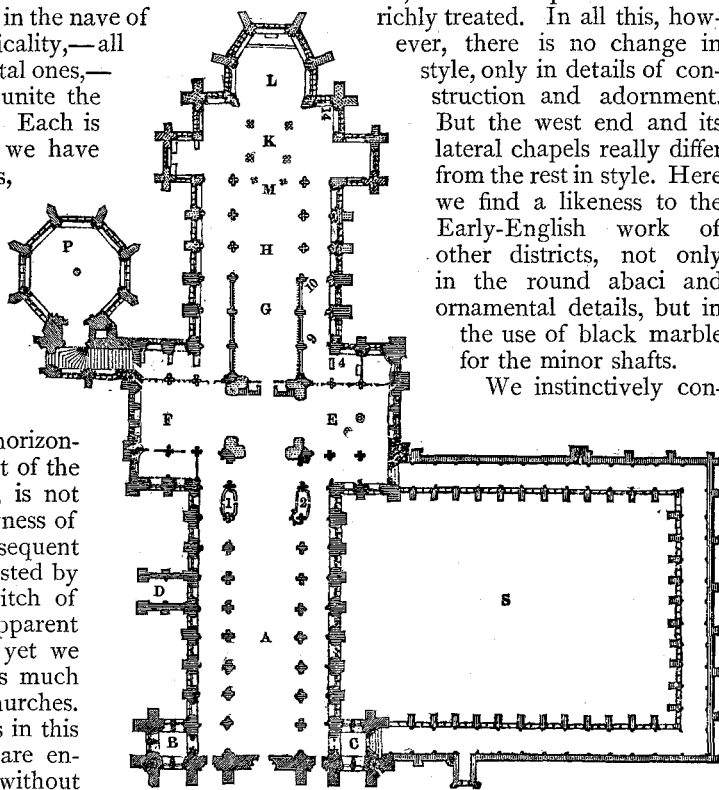 in the nave of
icality,—all
tal ones,—
unite the
Each is
we have
s,
horizon-
t of the
is not
ness of
sequent
sted by
itch of
pparent
yet we
s much
hurches.
s in this
are en-
without
richly treated. In all this, how-
ever, there is no change in
style, only in details of con-
struction and adornment.
But the west end and its
lateral chapels really differ
from the rest in style. Here
we find a likeness to the
Early-English work of
other districts, not only
in the round abaci and
ornamental details, but in
the use of black marble
for the minor shafts.
We instinctively con-
L
14
K
M
P
H
10
G
9
4
F
E
1
2
D
S
A
B
C